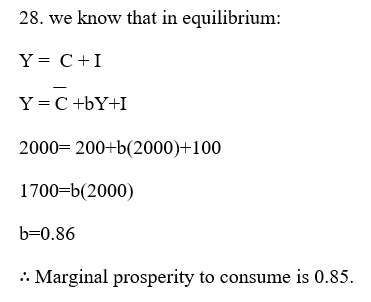 28. we know that in equilibrium:
Y = C + I
Y = C̅ +bY+I
2000= 200+b(2000)+100
1700=b(2000)
b=0.86
∴ Marginal prosperity to consume is 0.85.